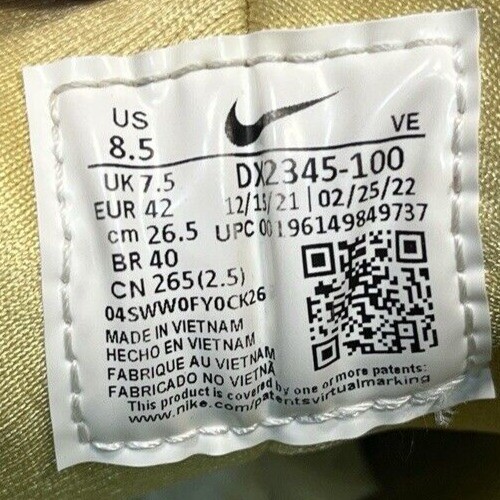 US
8.5
VE
UK 7.5
DX2345-100
EUR 42
12/15/21 | 02/25/22
cm 26.5
UPC 00196149849737
BR 40
CN 265(2.5)
04SWW0FY0CK26
MADE IN VIETNAM
HECHO EN VIETNAM
FABRIQUE AU VIETNAM
FABRICADO NO VIETNÃ
This product is covered by one or more patents:
www.nike.com/patentsvirtualmarking